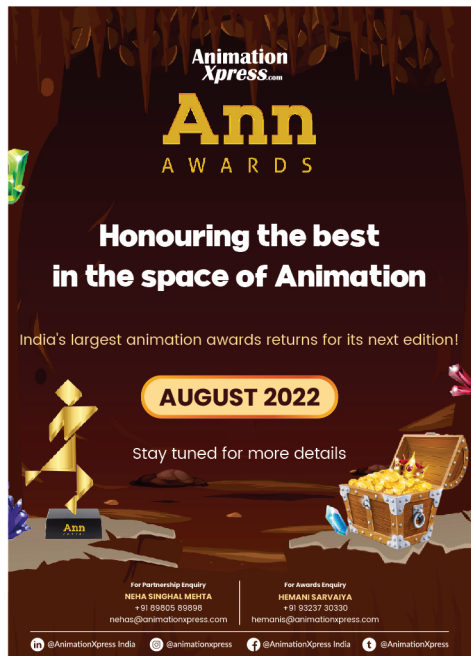 Animation
Xpress.com
Ann
AWARDS
Honouring the best
in the space of Animation
India's largest animation awards returns for its next edition!
AUGUST 2022
Stay tuned for more details
Ann
For Partnership Enquiry
NEHA SINGHAL MEHTA
+91 89805 89898
nehas@animationxpress.com
For Awards Enquiry
HEMANI SARVAIYA
+91 93237 30330
hemanis@animationxpress.com
@AnimationXpress India
@animationxpress
@AnimationXpress India
@AnimationXpress